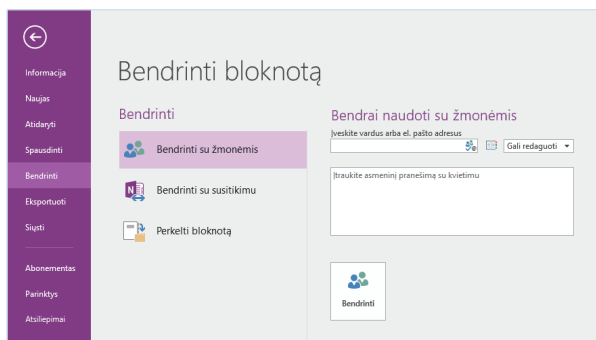 Informacija
Naujas
Atidaryti
Spausdinti
Bendrinti
Eksportuoti
Siųsti
Abonementas
Parinktys
Atsiliepimai
Bendrinti bloknotą
Bendrinti
Bendrinti su žmonėmis
Bendrinti su susitikimu
Perkelti bloknotą
Bendrai naudoti su žmonėmis
Įveskite vardus arba el. pašto adresus
Gali redaguoti
Įtraukite asmeninį pranešimą su kvietimu
Bendrinti